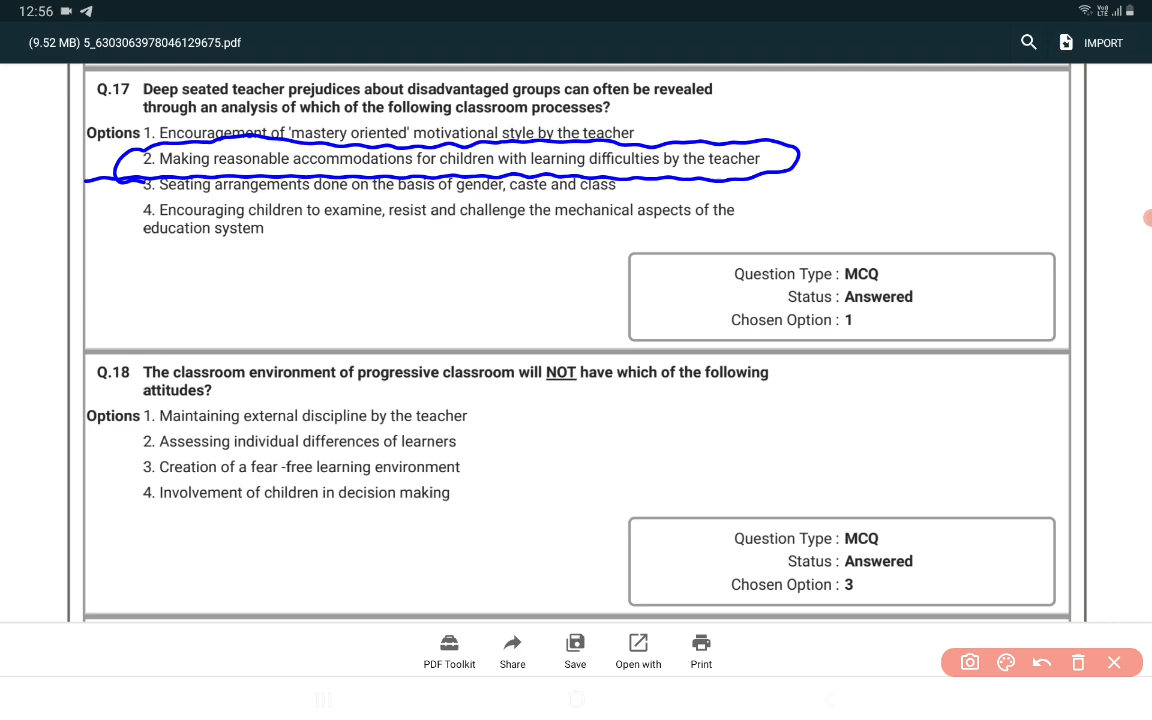 12:56
Vo)) LTE
(9.52 MB) 5_6303063978046129675.pdf
IMPORT
Q.17 Deep seated teacher prejudices about disadvantaged groups can often be revealed
through an analysis of which of the following classroom processes?
Options 1. Encouragement of 'mastery oriented' motivational style by the teacher
2. Making reasonable accommodations for children with learning difficulties by the teacher
3. Seating arrangements done on the basis of gender, caste and class
4. Encouraging children to examine, resist and challenge the mechanical aspects of the
education system
Question Type : MCQ
Status : Answered
Chosen Option : 1
Q.18 The classroom environment of progressive classroom will NOT have which of the following
attitudes?
Options 1. Maintaining external discipline by the teacher
2. Assessing individual differences of learners
3. Creation of a fear -free learning environment
4. Involvement of children in decision making
Question Type : MCQ
Status : Answered
Chosen Option : 3
PDF Toolkit
Share
Save
Open with
Print